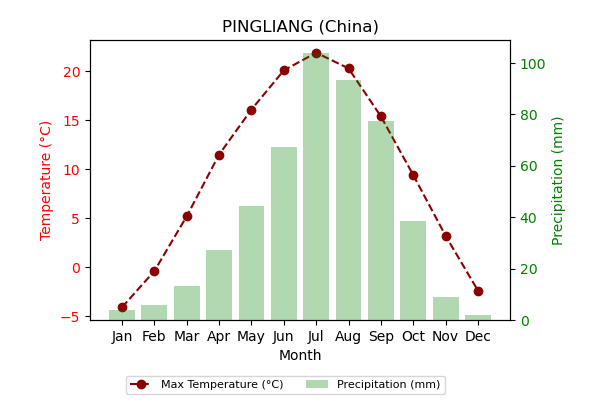 PINGLIANG (China)
Temperature (°C)
20
15
10
5
0
−5
100
80
60
40
20
0
Precipitation (mm)
Jan Feb Mar Apr May Jun Jul Aug Sep Oct Nov Dec
Month
Max Temperature (°C) Precipitation (mm)